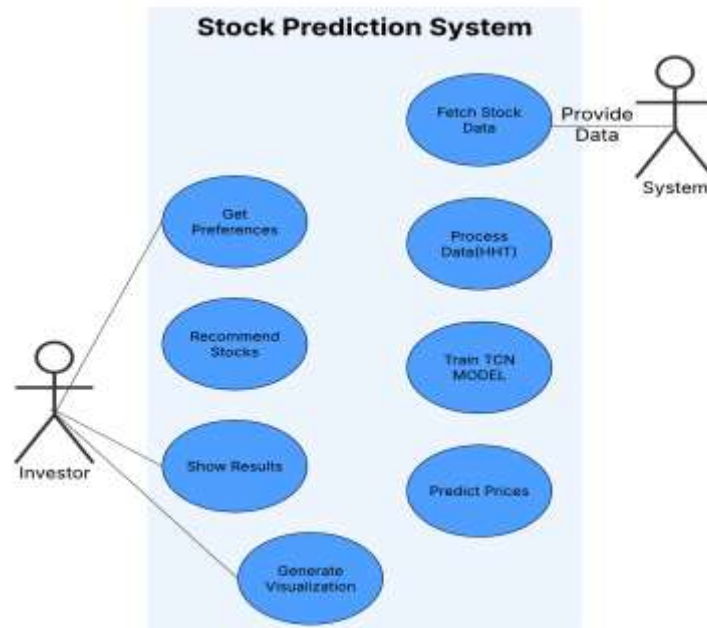 Stock Prediction System
Fetch Stock
Data
Provide
Data
System
Get
Preferences
Process
Data(HHT)
Recommend
Stocks
Train TCN
MODEL
Investor
Show Results
Predict Prices
Generate
Visualization